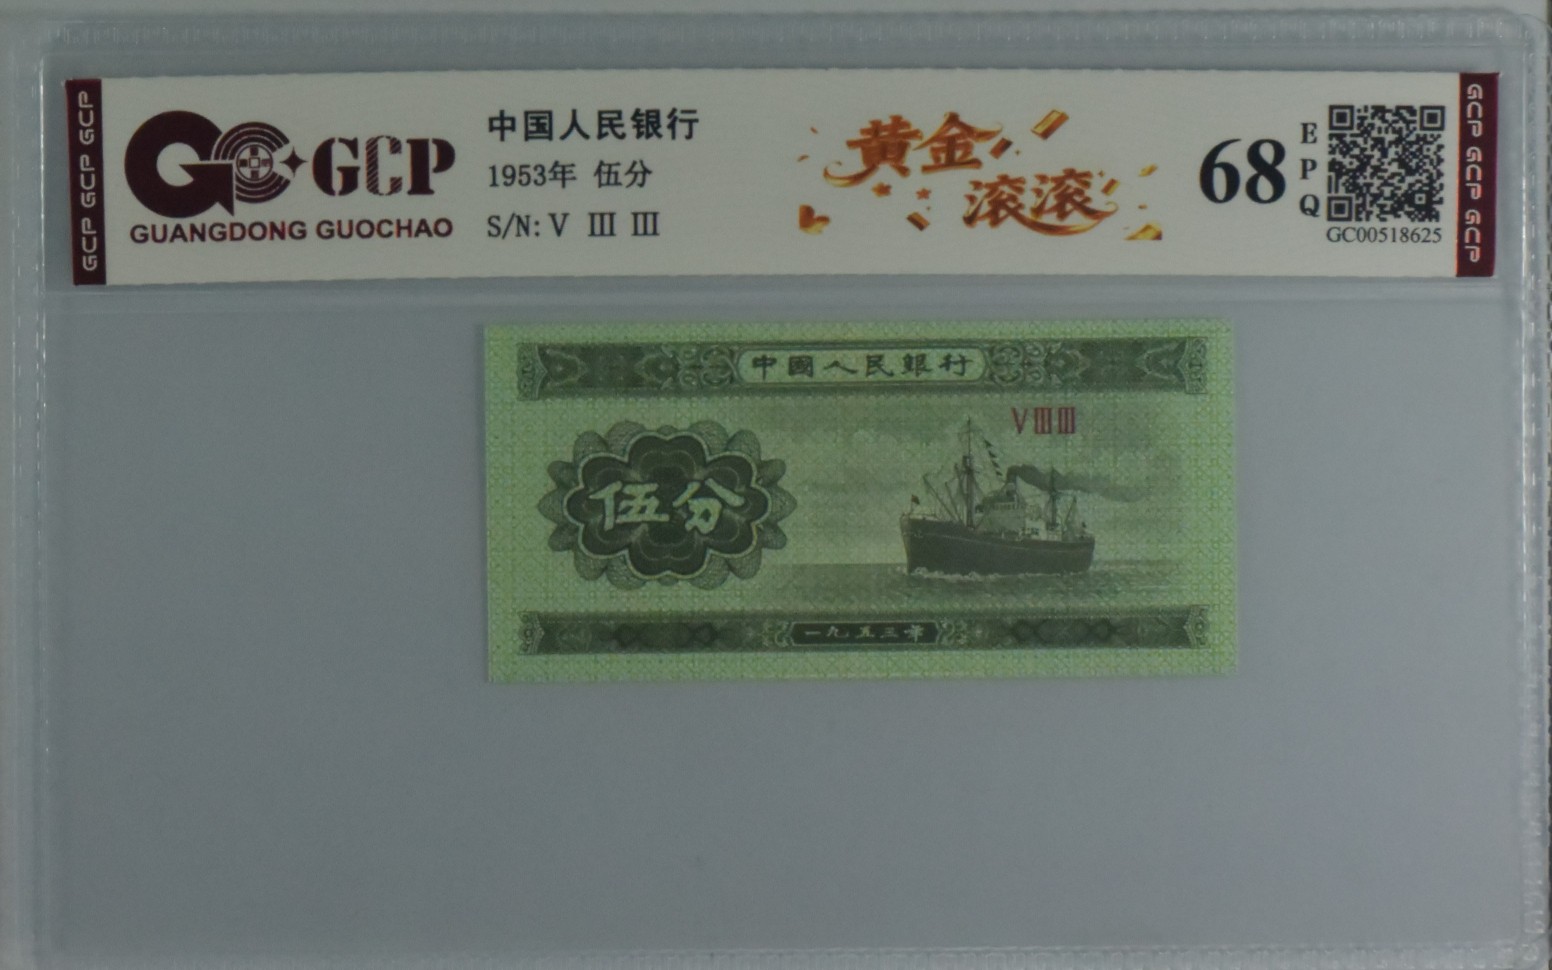 GCP GCP GCP
GCP
GUANGDONG GUOCHAO
中国人民银行
1953年 伍分
S/N: V Ⅲ Ⅲ
黄金
滚滚
68
E
P
Q
GC00518625
GCP GCP GCP
中國人民銀行
VⅢⅢ
伍分
一九五三年